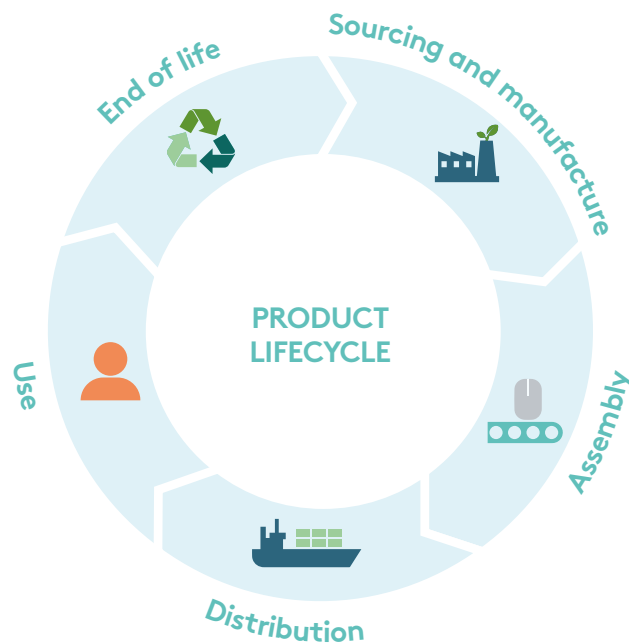 Sourcing and manufacture
Assembly
Distribution
Use
End of life
PRODUCT
LIFECYCLE